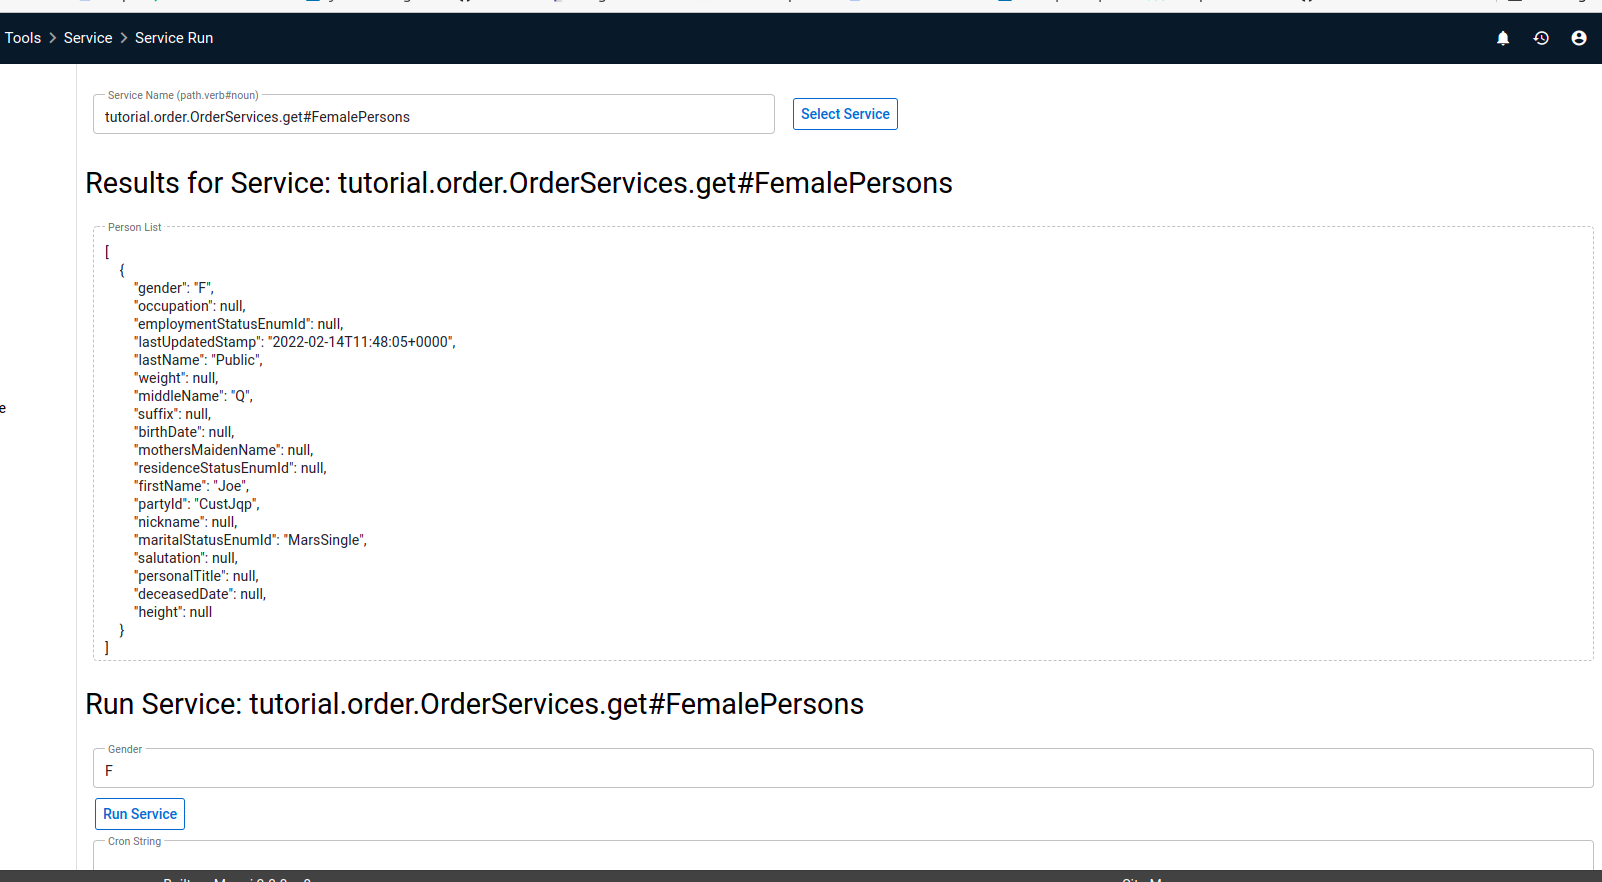 Tools > Service > Service Run
Service Name (path.verb#noun)
tutorial.order.OrderServices.get#FemalePersons
Select Service
Results for Service: tutorial.order.OrderServices.get#FemalePersons
Person List
[
{
"gender": "F",
"occupation": null,
"employmentStatusEnumId": null,
"lastUpdatedStamp": "2022-02-14T11:48:05+0000",
"lastName": "Public",
"weight": null,
"middleName": "Q",
"suffix": null,
"birthDate": null,
"mothersMaidenName": null,
"residenceStatusEnumId": null,
"firstName": "Joe",
"partyId": "CustJqp",
"nickname": null,
"maritalStatusEnumId": "MarsSingle",
"salutation": null,
"personalTitle": null,
"deceasedDate": null,
"height": null
}
]
e
Run Service: tutorial.order.OrderServices.get#FemalePersons
Gender
F
Run Service
Cron String